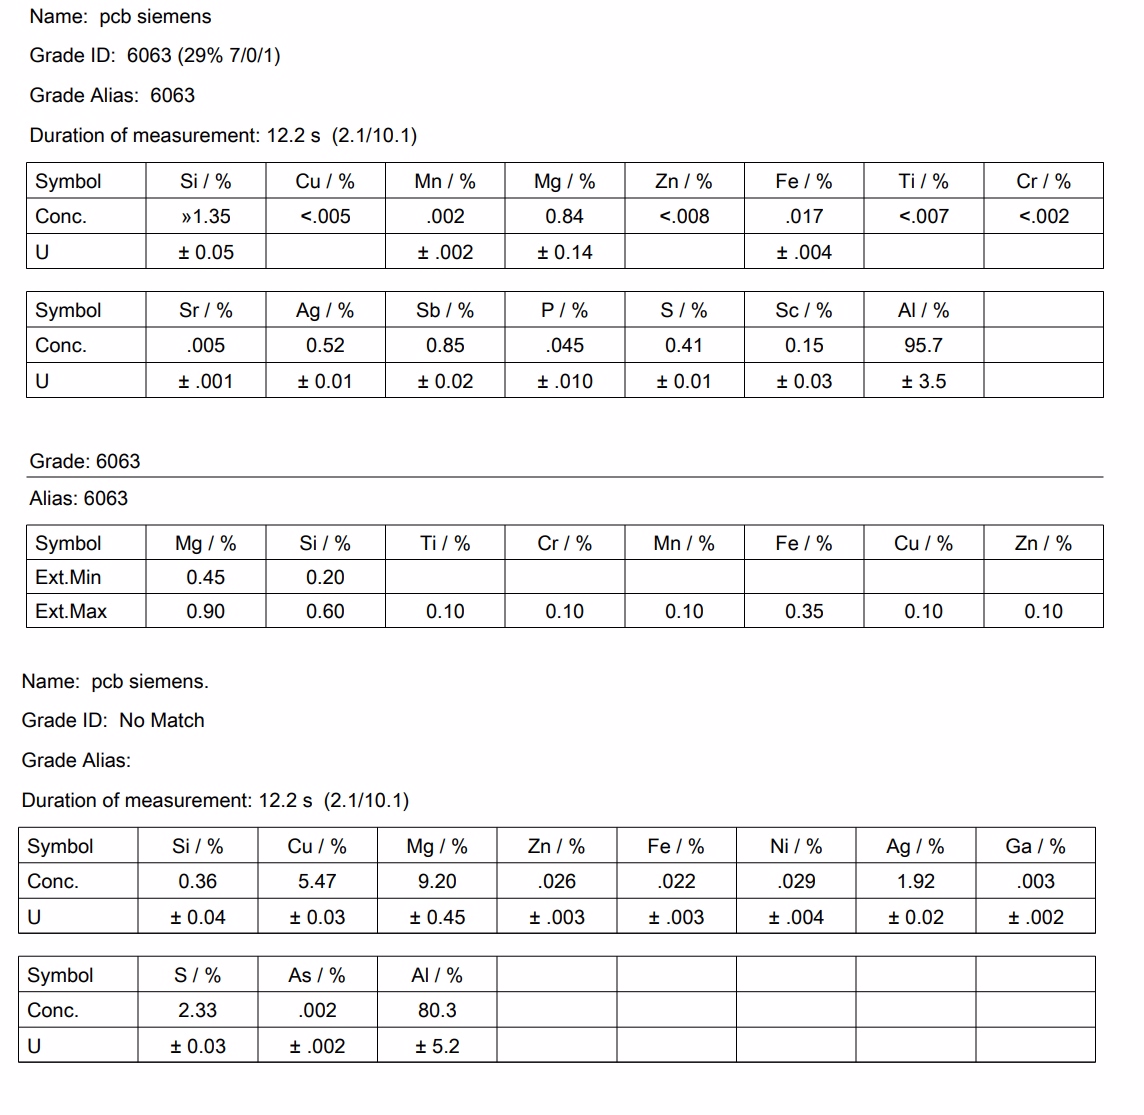 Name: pcb siemens
Grade ID: 6063 (29% 7/0/1)
Grade Alias: 6063
Duration of measurement: 12.2 s (2.1/10.1)
Symbol Si / % Cu / % Mn / % Mg / % Zn / % Fe / % Ti / % Cr / %
Conc. »1.35 <.005 .002 0.84 <.008 .017 <.007 <.002
U ± 0.05 ± .002 ± 0.14 ± .004
Symbol Sr / % Ag / % Sb / % P / % S / % Sc / % Al / %
Conc. .005 0.52 0.85 .045 0.41 0.15 95.7
U ± .001 ± 0.01 ± 0.02 ± .010 ± 0.01 ± 0.03 ± 3.5
Grade: 6063
Alias: 6063
Symbol Mg / % Si / % Ti / % Cr / % Mn / % Fe / % Cu / % Zn / %
Ext.Min 0.45 0.20
Ext.Max 0.90 0.60 0.10 0.10 0.10 0.35 0.10 0.10
Name: pcb siemens.
Grade ID: No Match
Grade Alias:
Duration of measurement: 12.2 s (2.1/10.1)
Symbol Si / % Cu / % Mg / % Zn / % Fe / % Ni / % Ag / % Ga / %
Conc. 0.36 5.47 9.20 .026 .022 .029 1.92 .003
U ± 0.04 ± 0.03 ± 0.45 ± .003 ± .003 ± .004 ± 0.02 ± .002
Symbol S / % As / % Al / %
Conc. 2.33 .002 80.3
U ± 0.03 ± .002 ± 5.2